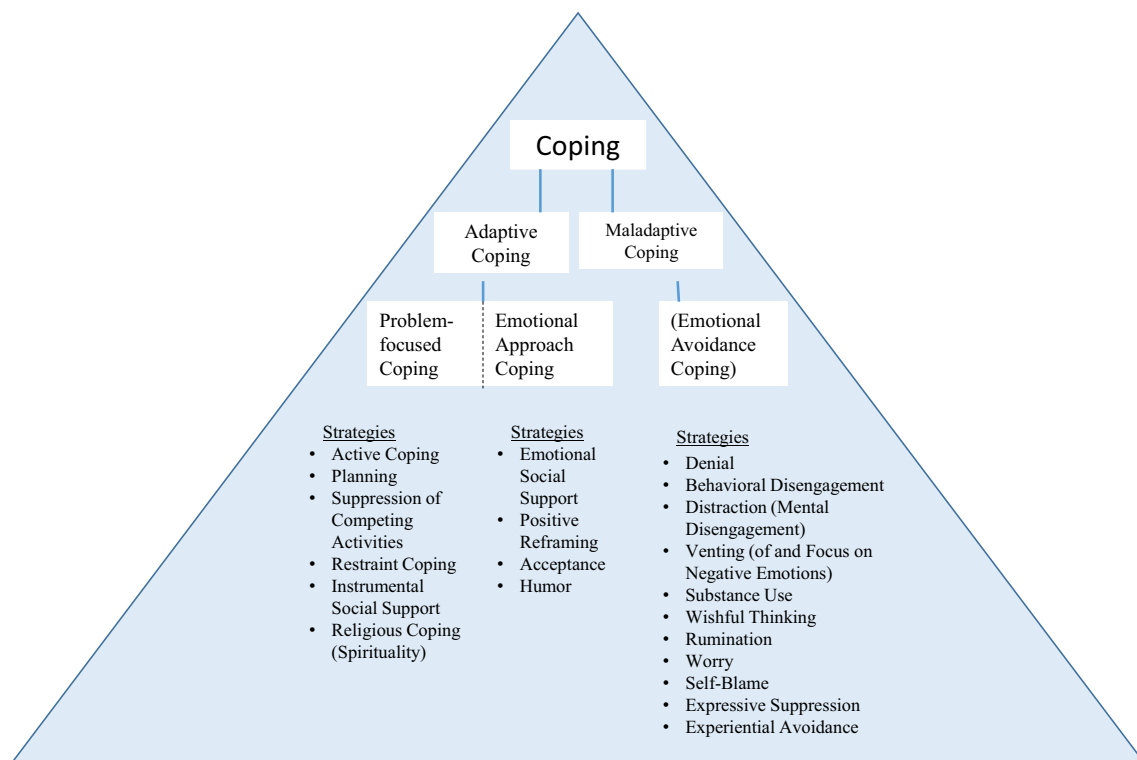 Coping
Adaptive
Coping
Maladaptive
Coping
Problem-
focused
Coping
Emotional
Approach
Coping
(Emotional
Avoidance
Coping)
Strategies
• Active Coping
• Planning
• Suppression of
Competing
Activities
• Restraint Coping
• Instrumental
Social Support
• Religious Coping
(Spirituality)
Strategies
• Emotional
Social
Support
• Positive
Reframing
• Acceptance
• Humor
Strategies
• Denial
• Behavioral Disengagement
• Distraction (Mental
Disengagement)
• Venting (of and Focus on
Negative Emotions)
• Substance Use
• Wishful Thinking
• Rumination
• Worry
• Self-Blame
• Expressive Suppression
• Experiential Avoidance